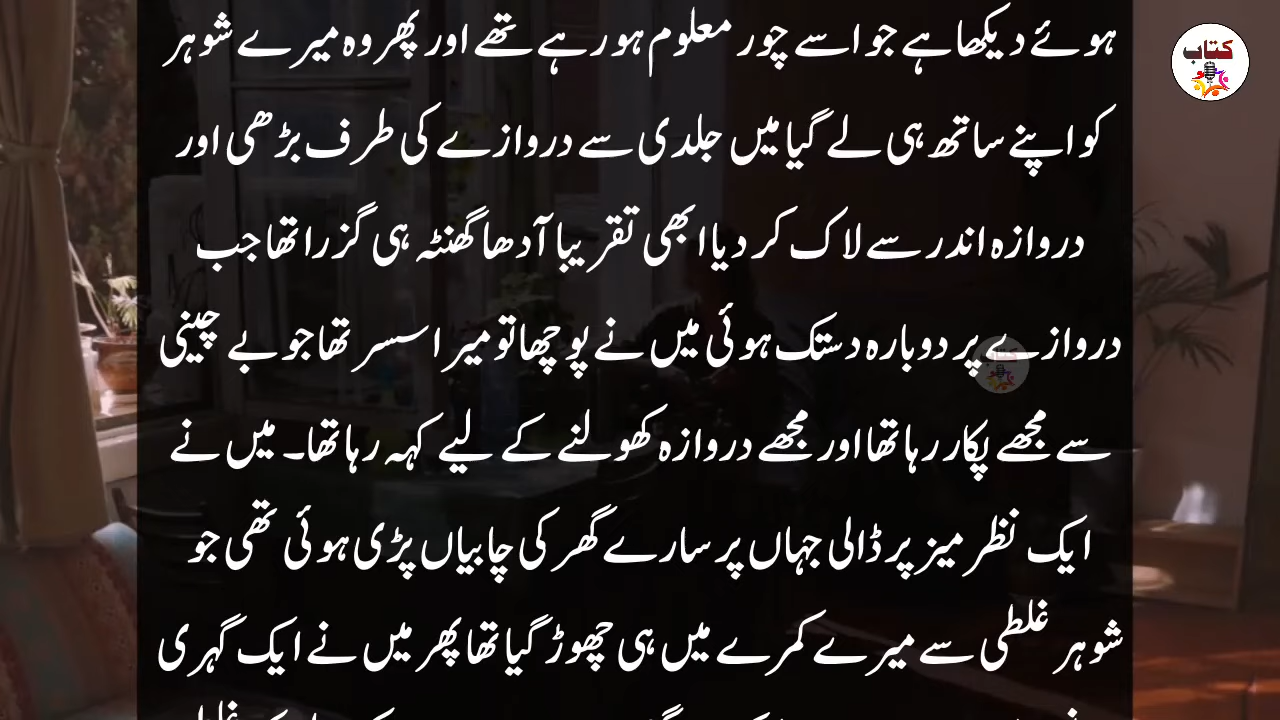 ہوئے دیکھا ہے جو اسے چور معلوم ہو رہے تھے اور پھر وہ میرے شوہر
کتاب
کو اپنے ساتھ ہی لے گیا میں جلدی سے دروازے کی طرف بڑھی اور
دروازہ اندر سے لاک کر دیا ابھی تقریبا آدھا گھنٹہ ہی گزرا تھا جب
دروازے پر دوبارہ دستک ہوئی میں نے پوچھا تو میرا سسر تھا جو بے چینی
سے مجھے پکار رہا تھا اور مجھے دروازہ کھولنے کے لیے کہہ رہا تھا۔ میں نے
ایک نظر میز پر ڈالی جہاں پر سارے گھر کی چابیاں پڑی ہوئی تھی جو
شوہر غلطی سے میرے کمرے میں ہی چھوڑ گیا تھا پھر میں نے ایک گہری